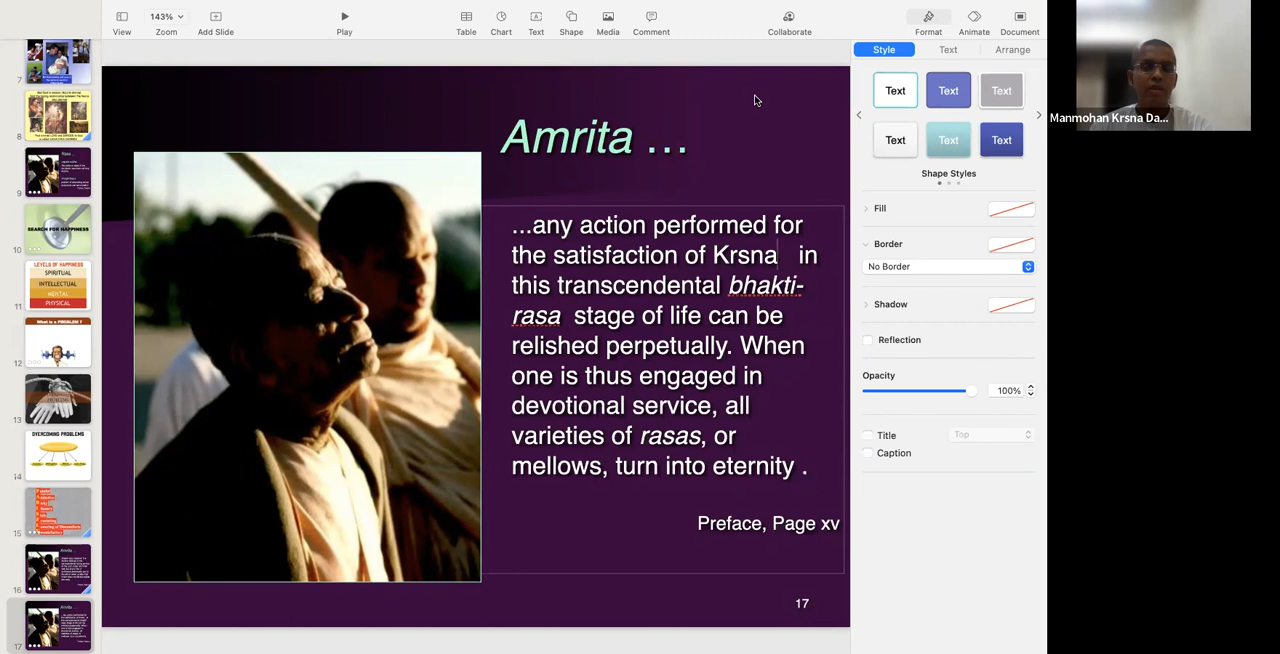 143%
View
Zoom
Add Slide
Play
Table
Chart
Text
Shape
Media
Comment
Collaborate
Format
Animate
Document
Style
Text
Arrange
Text
Text
Text
Text
Text
Text
Shape Styles
Fill
Border
No Border
Shadow
Reflection
Opacity
100%
Title
Top
Caption
Manmohan Krsna Da...
7
8
9
10
SEARCH FOR HAPPINESS
11
LEVELS OF HAPPINESS
SPIRITUAL
INTELLECTUAL
MENTAL
PHYSICAL
12
What is a PROBLEM ?
13
14
OVERCOMING PROBLEMS
15
16
Amrita ...
17
Amrita ...
Amrita ...
...any action performed for
the satisfaction of Krsna in
this transcendental bhakti-
rasa stage of life can be
relished perpetually. When
one is thus engaged in
devotional service, all
varieties of rasas, or
mellows, turn into eternity .
Preface, Page xv
17